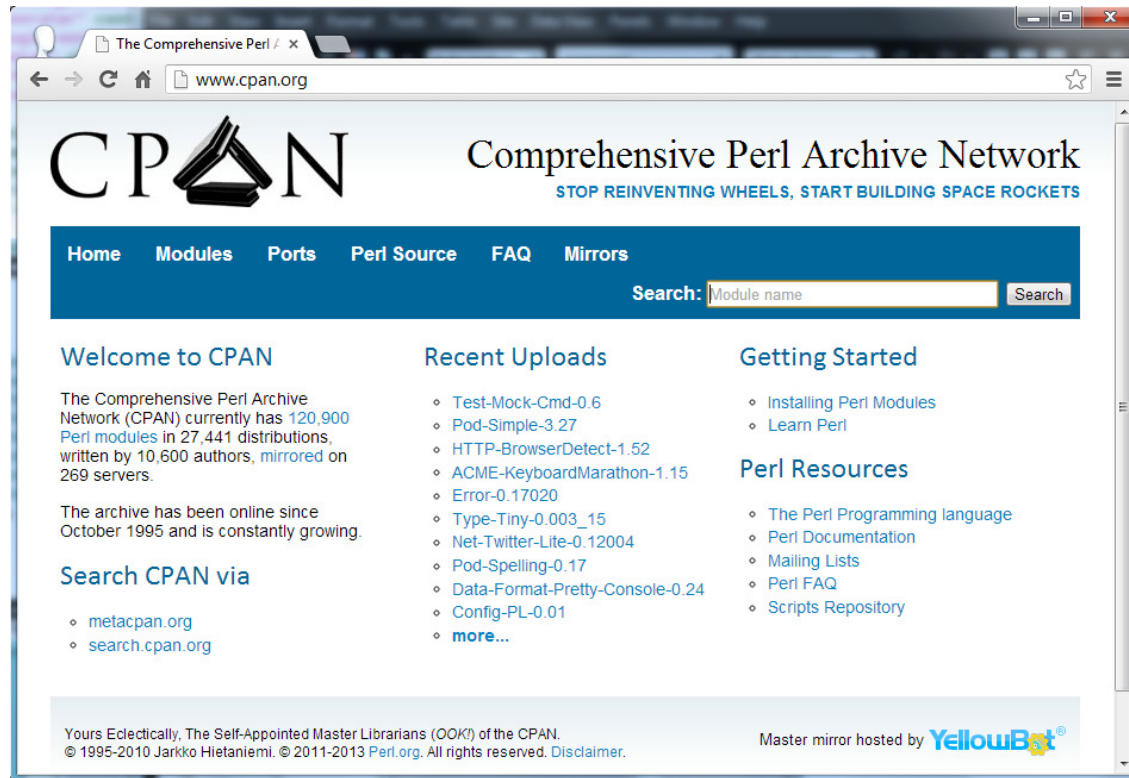 The Comprehensive Perl A
www.cpan.org
CPAN
Comprehensive Perl Archive Network
STOP REINVENTING WHEELS, START BUILDING SPACE ROCKETS
Home Modules Ports Perl Source FAQ Mirrors
Search: Module name Search
Welcome to CPAN
The Comprehensive Perl Archive
Network (CPAN) currently has 120,900
Perl modules in 27,441 distributions,
written by 10,600 authors, mirrored on
269 servers.
The archive has been online since
October 1995 and is constantly growing.
Search CPAN via
metacpan.org
search.cpan.org
Recent Uploads
Test-Mock-Cmd-0.6
Pod-Simple-3.27
HTTP-BrowserDetect-1.52
ACME-KeyboardMarathon-1.15
Error-0.17020
Type-Tiny-0.003_15
Net-Twitter-Lite-0.12004
Pod-Spelling-0.17
Data-Format-Pretty-Console-0.24
Config-PL-0.01
more...
Getting Started
Installing Perl Modules
Learn Perl
Perl Resources
The Perl Programming language
Perl Documentation
Mailing Lists
Perl FAQ
Scripts Repository
Yours Eclectically, The Self-Appointed Master Librarians (OOK!) of the CPAN.
© 1995-2010 Jarkko Hietaniemi. © 2011-2013 Perl.org. All rights reserved. Disclaimer.
Master mirror hosted by YellowBot®